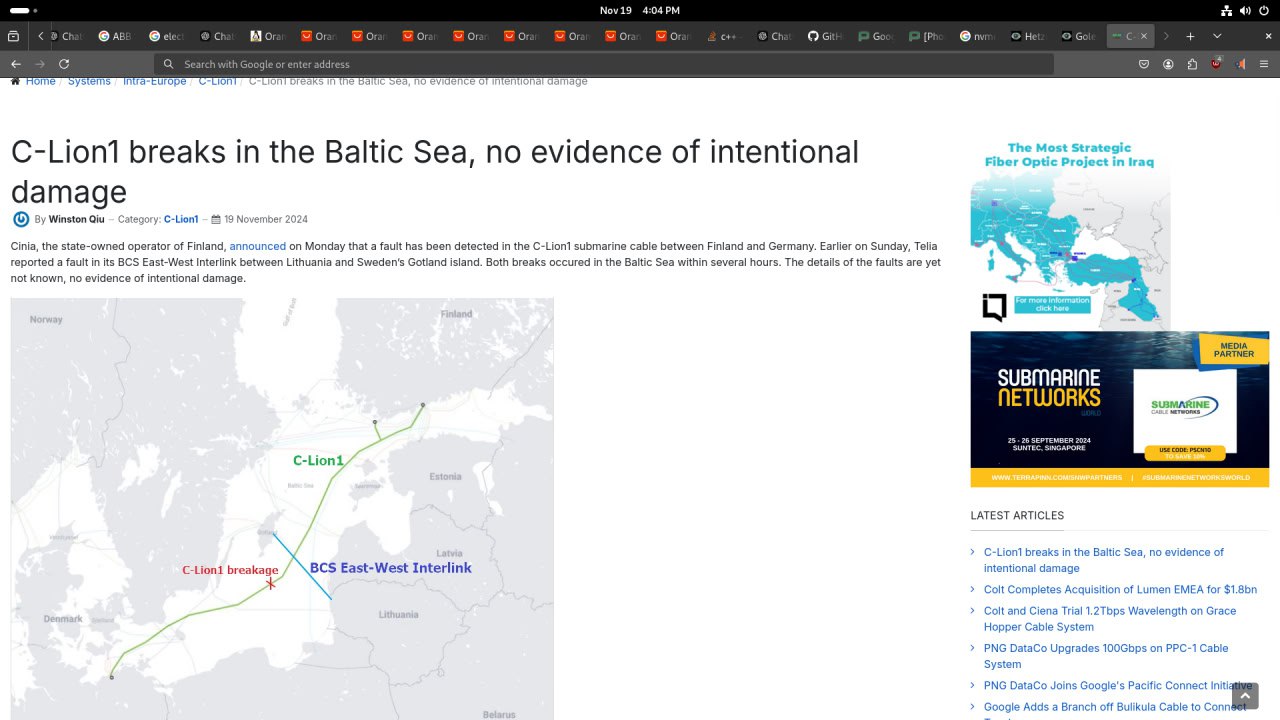 Nov 19 4:04 PM
Chat
ABB
elect
Chat
Oran
Oran
Oran
Oran
Oran
Oran
Oran
Oran
Oran
c++ -
Chat
GitH
Goo
[Pho
nvme
Hetz
Gole
C-
Search with Google or enter address
Home / Systems / Intra-Europe / C-Lion1 / C-Lion1 breaks in the Baltic Sea, no evidence of intentional damage
C-Lion1 breaks in the Baltic Sea, no evidence of intentional
damage
By Winston Qiu – Category: C-Lion1 – 19 November 2024
Cinia, the state-owned operator of Finland, announced on Monday that a fault has been detected in the C-Lion1 submarine cable between Finland and Germany. Earlier on Sunday, Telia
reported a fault in its BCS East-West Interlink between Lithuania and Sweden's Gotland island. Both breaks occured in the Baltic Sea within several hours. The details of the faults are yet
not known, no evidence of intentional damage.
Norway
Finland
C-Lion1
Estonia
Baltic Sea
Latvia
C-Lion1 breakage
BCS East-West Interlink
Denmark
Lithuania
Belarus
The Most Strategic
Fiber Optic Project in Iraq
For more information
click here
MEDIA
PARTNER
SUBMARINE
NETWORKS
WORLD
SUBMARINE
CABLE NETWORKS
25 - 26 SEPTEMBER 2024
SUNTEC, SINGAPORE
USE CODE: PSCN10
TO SAVE 10%
WWW.TERRAPINN.COM/SNWPARTNERS | #SUBMARINENETWORKSWORLD
LATEST ARTICLES
C-Lion1 breaks in the Baltic Sea, no evidence of
intentional damage
Colt Completes Acquisition of Lumen EMEA for $1.8bn
Colt and Ciena Trial 1.2Tbps Wavelength on Grace
Hopper Cable System
PNG DataCo Upgrades 100Gbps on PPC-1 Cable
System
PNG DataCo Joins Google's Pacific Connect Initiative
Google Adds a Branch off Bulikula Cable to Connect